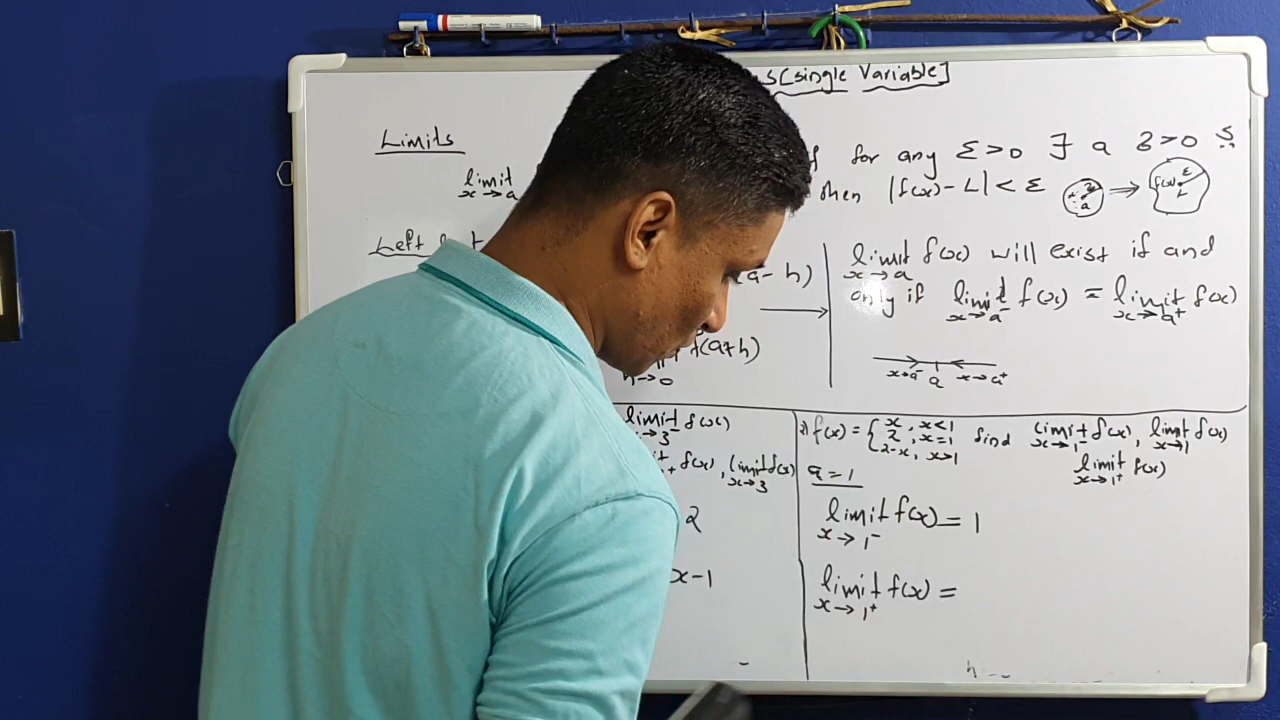 s[single Variable]
Limits
for any Ɛ>0 ∃ a δ>0
limit
x→a
then |f(x)-L| < Ɛ
a
⇒
f(x) Ɛ
L
Left
(a-h)
f(a+h)
h→0
limit f(x) will exist if and
x→a
only if limit f(x) = limit f(x)
x→a⁻ x→a⁺
x→a⁻ a x→a⁺
limit f(x)
→3⁻
f(x), limit f(x)
x→3
2
x-1
f(x) = { x, x<1
2, x=1
2-x, x>1
find limit f(x), limit f(x)
x→1⁻ x→1
limit f(x)
x→1⁺
a=1
limit f(x) = 1
x→1⁻
limit f(x) =
x→1⁺